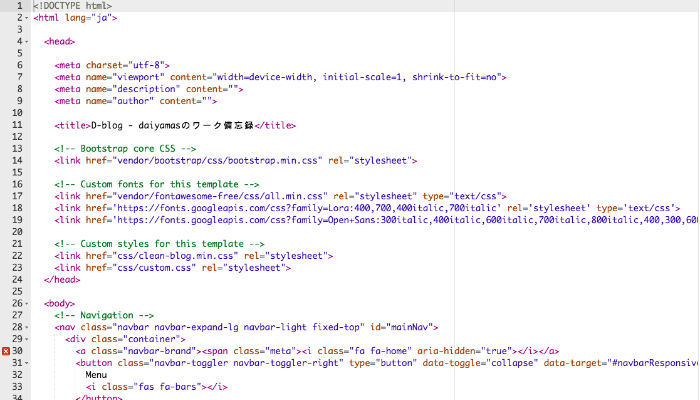 1 <!DOCTYPE html>
2 <html lang="ja">
3
4 <head>
5
6 <meta charset="utf-8">
7 <meta name="viewport" content="width=device-width, initial-scale=1, shrink-to-fit=no">
8 <meta name="description" content="">
9 <meta name="author" content="">
10
11 <title>D-blog - daiyamasのワーク備忘録</title>
12
13 <!-- Bootstrap core CSS -->
14 <link href="vendor/bootstrap/css/bootstrap.min.css" rel="stylesheet">
15
16 <!-- Custom fonts for this template -->
17 <link href="vendor/fontawesome-free/css/all.min.css" rel="stylesheet" type="text/css">
18 <link href='https://fonts.googleapis.com/css?family=Lora:400,700,400italic,700italic' rel='stylesheet' type='text/css'>
19 <link href='https://fonts.googleapis.com/css?family=Open+Sans:300italic,400italic,600italic,700italic,800italic,400,300,60
20
21 <!-- Custom styles for this template -->
22 <link href="css/clean-blog.min.css" rel="stylesheet">
23 <link href="css/custom.css" rel="stylesheet">
24 </head>
25
26 <body>
27 <!-- Navigation -->
28 <nav class="navbar navbar-expand-lg navbar-light fixed-top" id="mainNav">
29 <div class="container">
30 <a class="navbar-brand"><span class="meta"><i class="fa fa-home" aria-hidden="true"></i></a>
31 <button class="navbar-toggler navbar-toggler-right" type="button" data-toggle="collapse" data-target="#navbarResponsiv
32 Menu
33 <i class="fas fa-bars"></i>
34 </button>